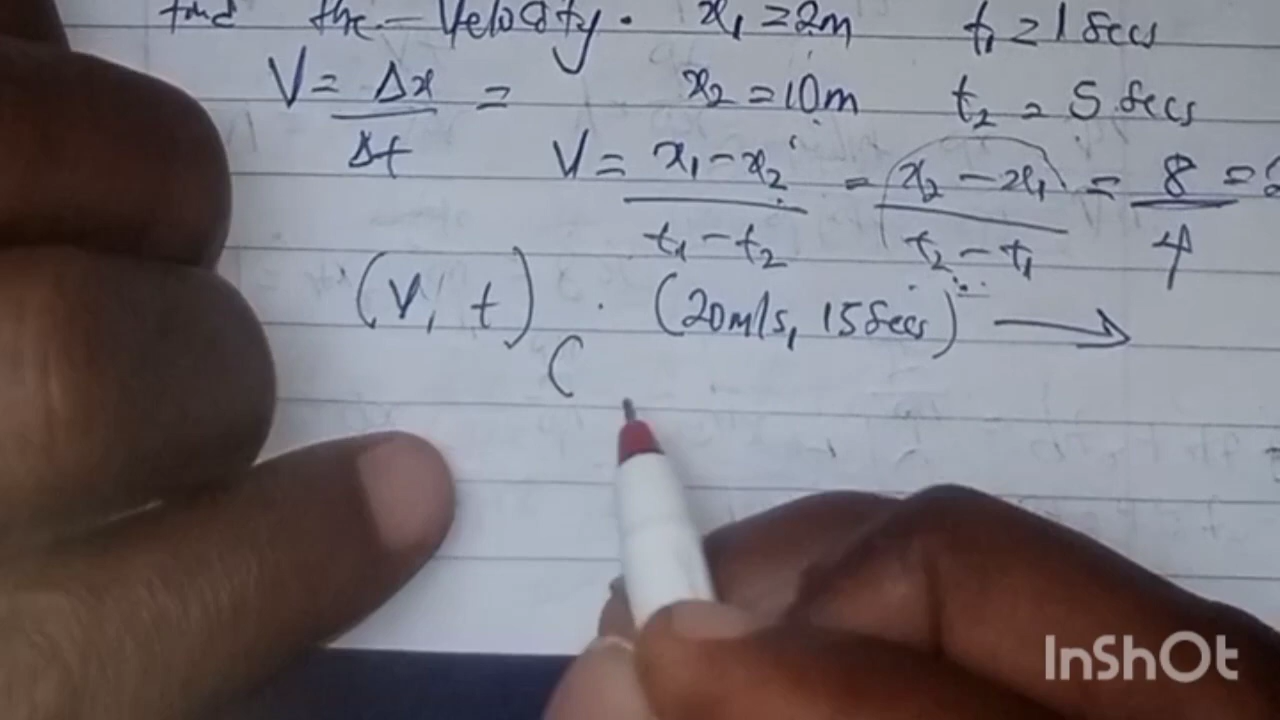 find the Velocity. x₁ = 2m t₁ = 1 secs
V = Δx/Δt = x₂ = 10m t₂ = 5 secs
V = (x₁ - x₂)/(t₁ - t₂) = (x₂ - x₁)/(t₂ - t₁) = 8/4 =
(V, t) . (20m/s, 15secs) →
(
InShOt